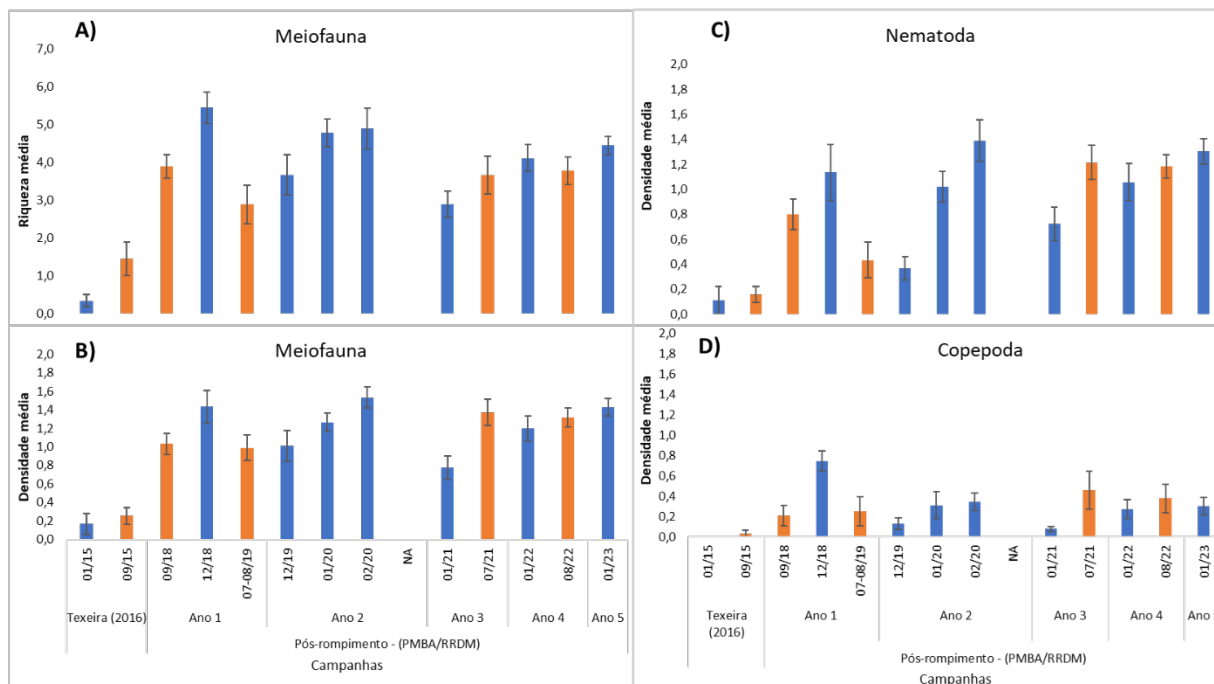 A)
Meiofauna
Riqueza média
7,0
6,0
5,0
4,0
3,0
2,0
1,0
0,0
B)
Meiofauna
Densidade média
2,0
1,8
1,6
1,4
1,2
1,0
0,8
0,6
0,4
0,2
0,0
01/15
09/15
09/18
12/18
07-08/19
12/19
01/20
02/20
NA
01/21
07/21
01/22
08/22
01/23
Texeira (2016)
Ano 1
Ano 2
Ano 3
Ano 4
Ano 5
Pós-rompimento - (PMBA/RRDM)
Campanhas
C)
Nematoda
Densidade média
2,0
1,8
1,6
1,4
1,2
1,0
0,8
0,6
0,4
0,2
0,0
D)
Copepoda
Densidade média
2,0
1,8
1,6
1,4
1,2
1,0
0,8
0,6
0,4
0,2
0,0
01/15
09/15
09/18
12/18
07-08/19
12/19
01/20
02/20
NA
01/21
07/21
01/22
08/22
01/23
Texeira
(2016)
Ano 1
Ano 2
Ano 3
Ano 4
Ano
Pós-rompimento - (PMBA/RRDM)
Campanhas